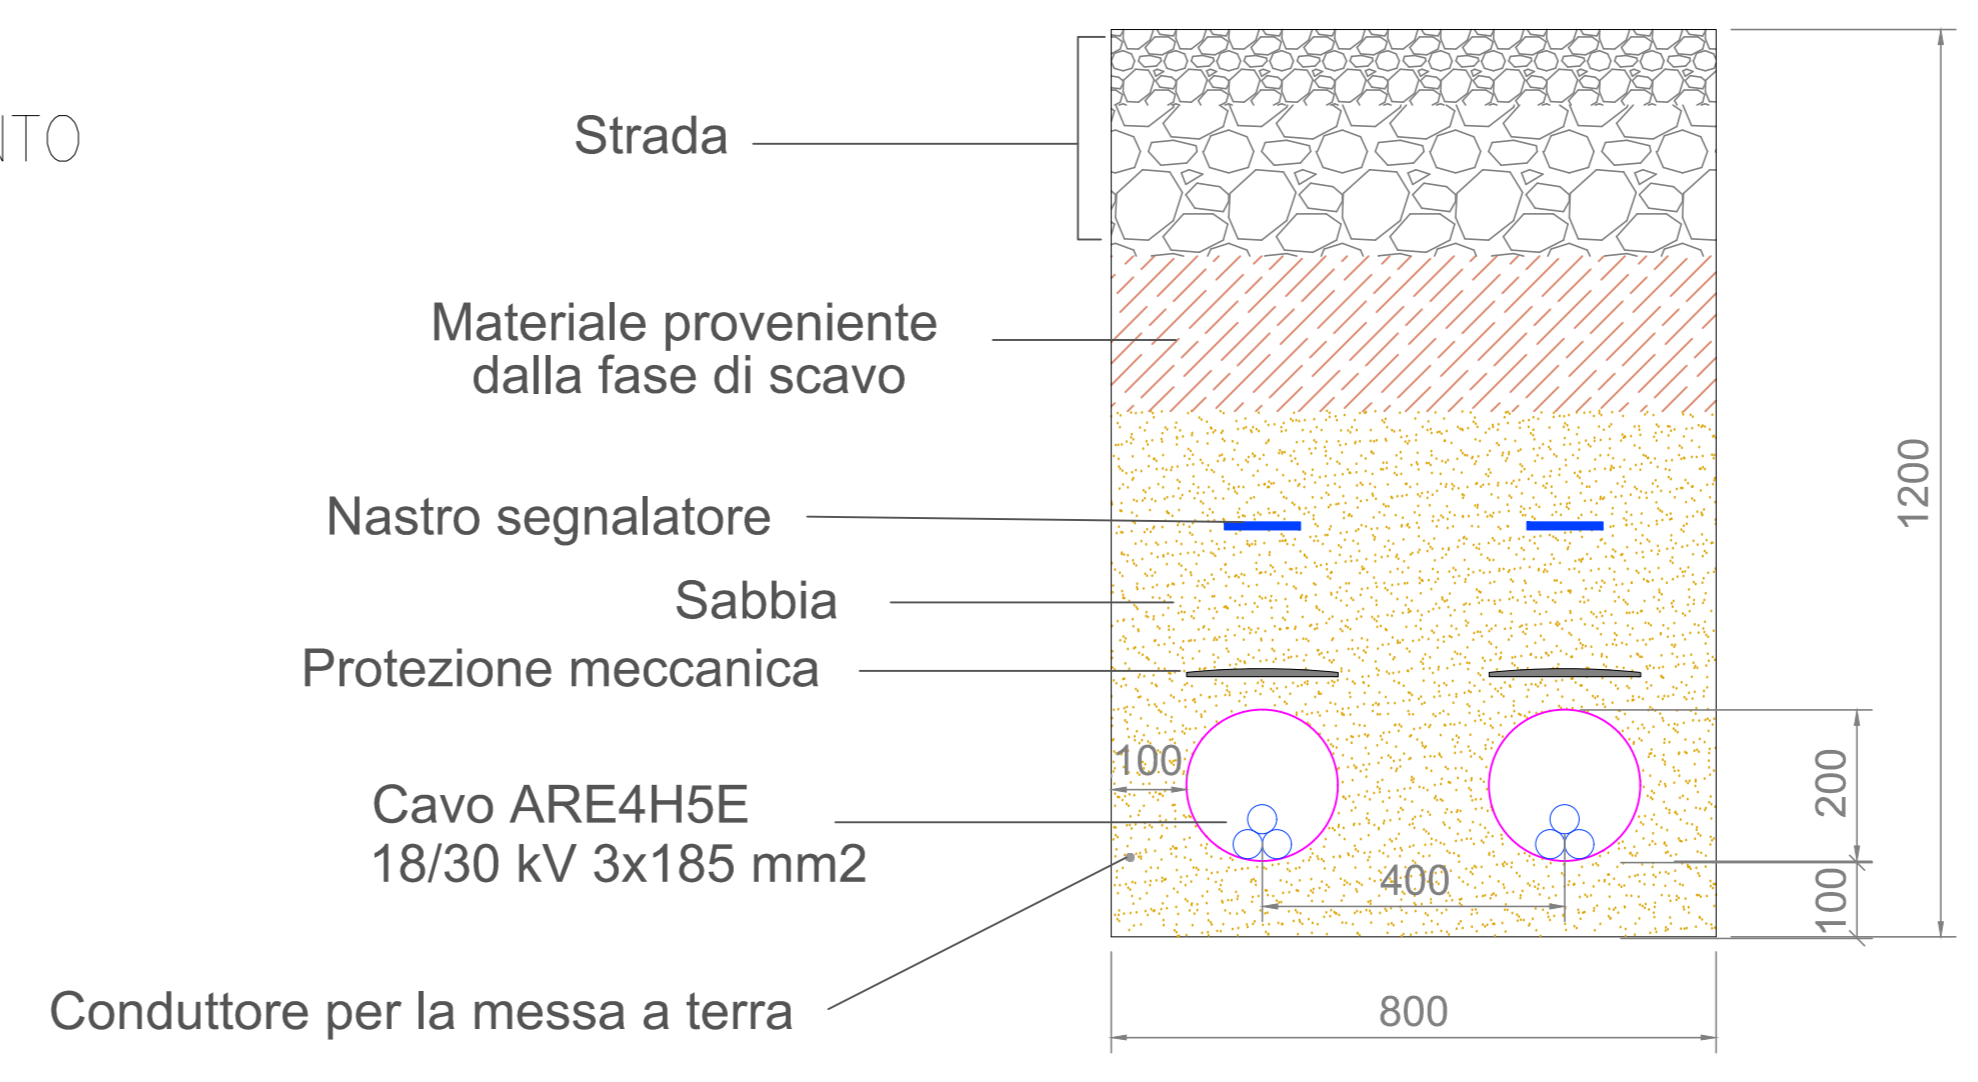 Strada
Materiale proveniente
dalla fase di scavo
Nastro segnalatore
Sabbia
Protezione meccanica
Cavo ARE4H5E
18/30 kV 3x185 mm2
Conduttore per la messa a terra
100
400
800
200
100
1200